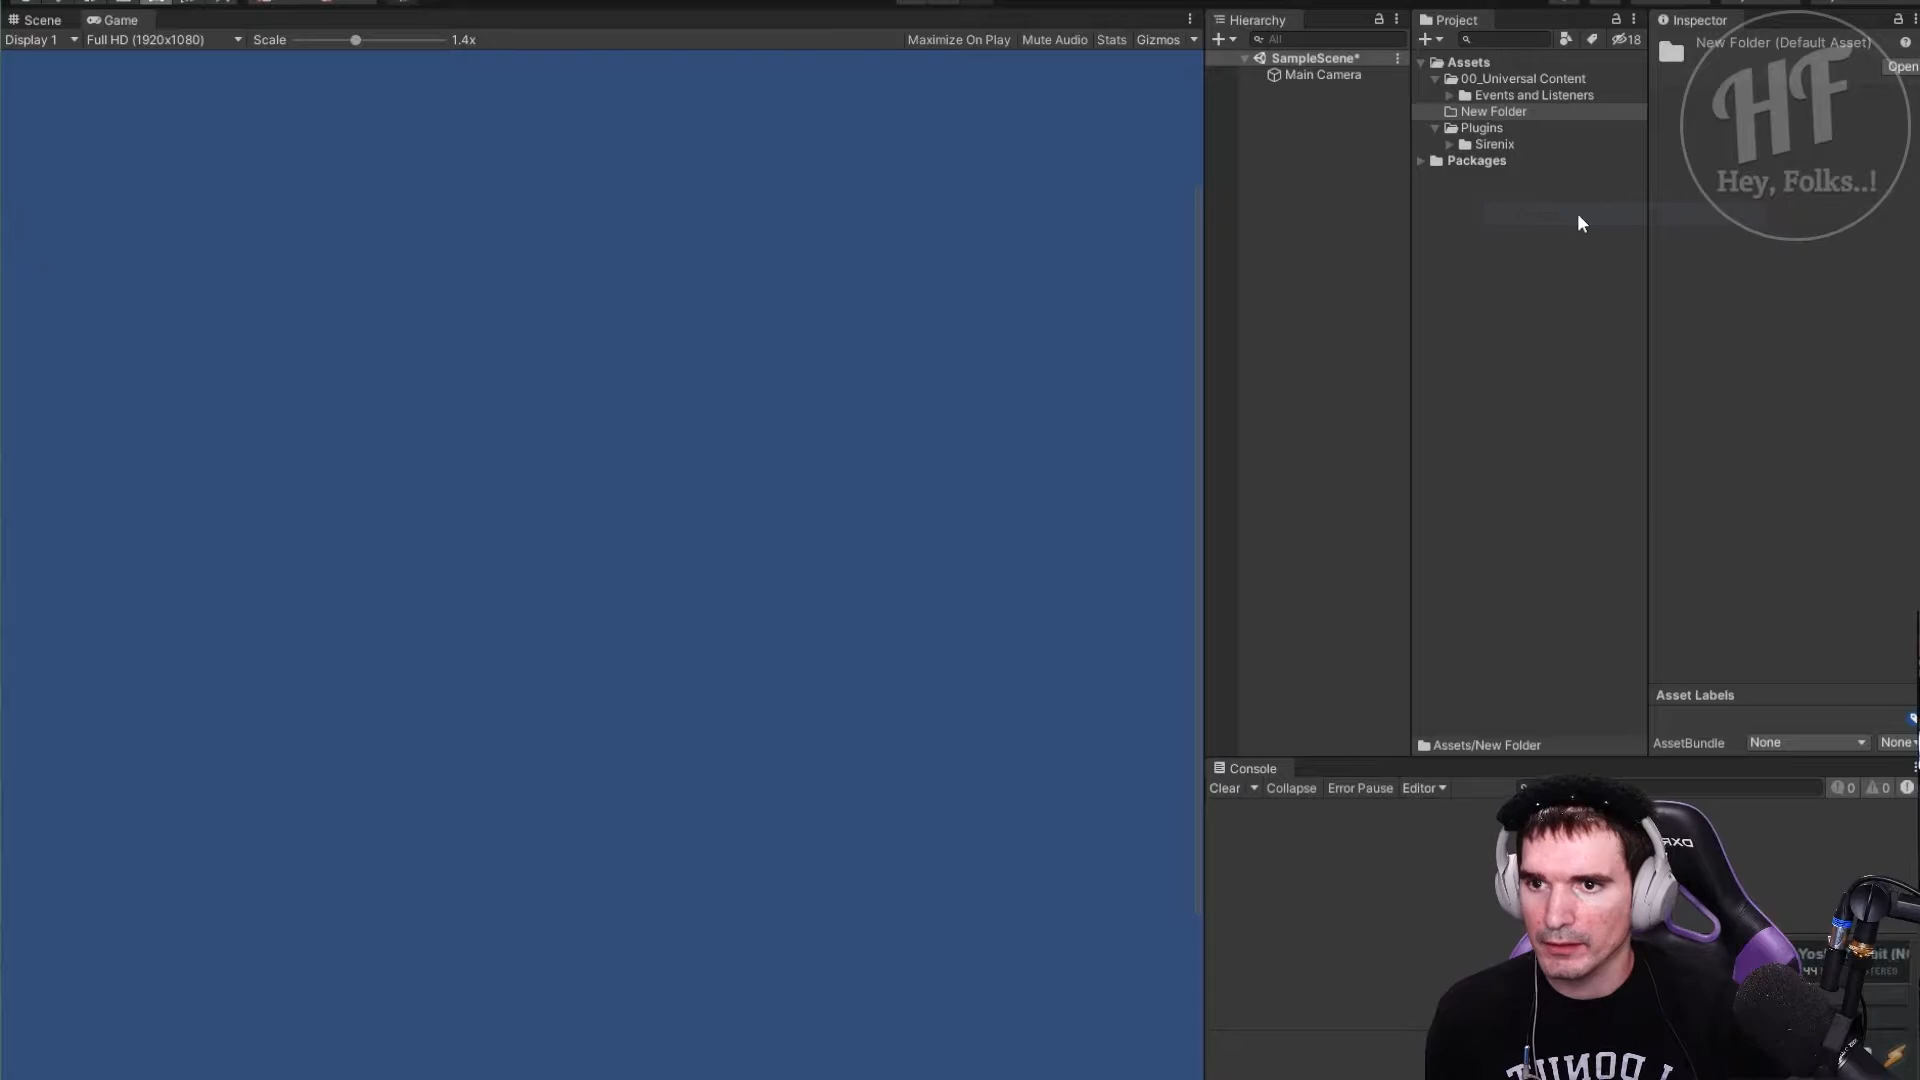 Scene
Game
Display 1
Full HD (1920x1080)
Scale
1.4x
Maximize On Play
Mute Audio
Stats
Gizmos
Hierarchy
All
SampleScene*
Main Camera
Project
18
Assets
00_Universal Content
Events and Listeners
New Folder
Plugins
Sirenix
Packages
Assets/New Folder
Inspector
New Folder (Default Asset)
Open
HF
Hey, Folks..!
Asset Labels
AssetBundle
None
None
Console
Clear
Collapse
Error Pause
Editor
0
0
DXR
I DONUT